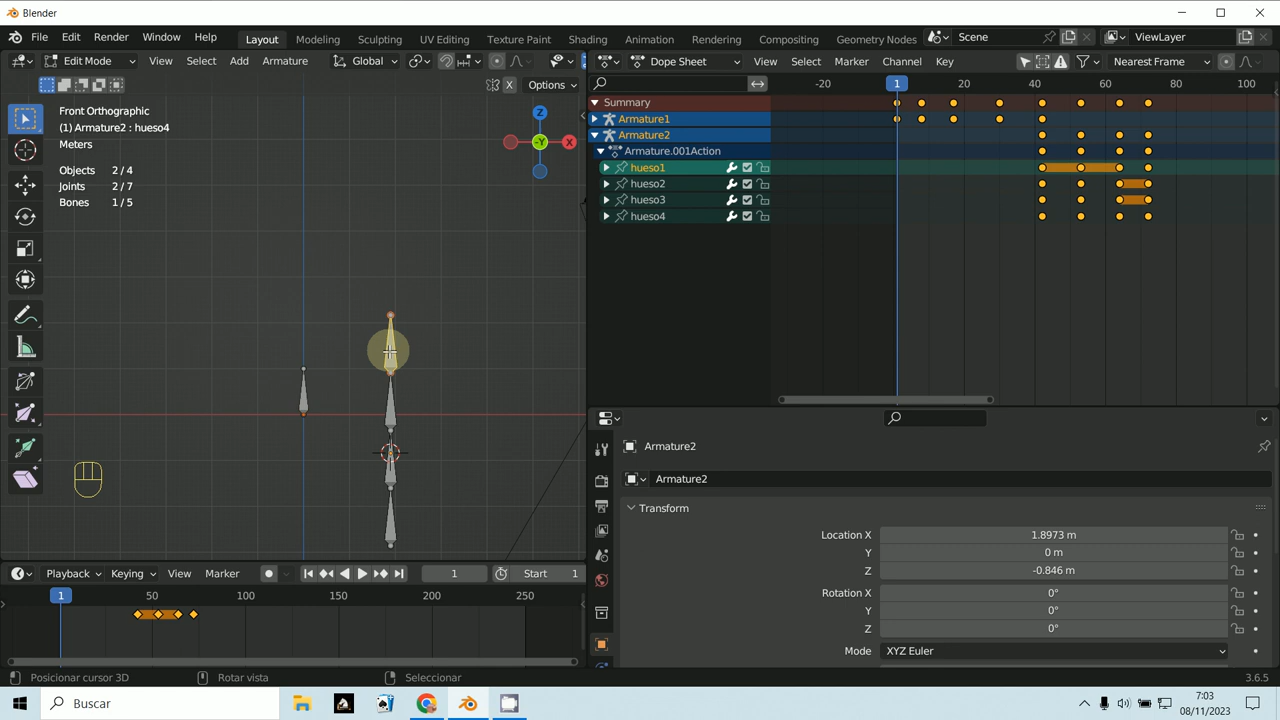 Blender
File Edit Render Window Help Layout Modeling Sculpting UV Editing Texture Paint Shading Animation Rendering Compositing Geometry Nodes Scene ViewLayer
Edit Mode View Select Add Armature Global
X Options
Front Orthographic
(1) Armature2 : hueso4
Meters
Objects 2/4
Joints 2/7
Bones 1/5
Z
-Y
X
Dope Sheet View Select Marker Channel Key Nearest Frame
-20 1 20 40 60 80 100
Summary
Armature1
Armature2
Armature.001Action
hueso1
hueso2
hueso3
hueso4
Armature2
Armature2
Transform
Location X 1.8973 m
Y 0 m
Z -0.846 m
Rotation X 0°
Y 0°
Z 0°
Mode XYZ Euler
Playback Keying View Marker 1 Start 1
1 50 100 150 200 250
Posicionar cursor 3D Rotar vista Seleccionar 3.6.5
Buscar
7:03
08/11/2023